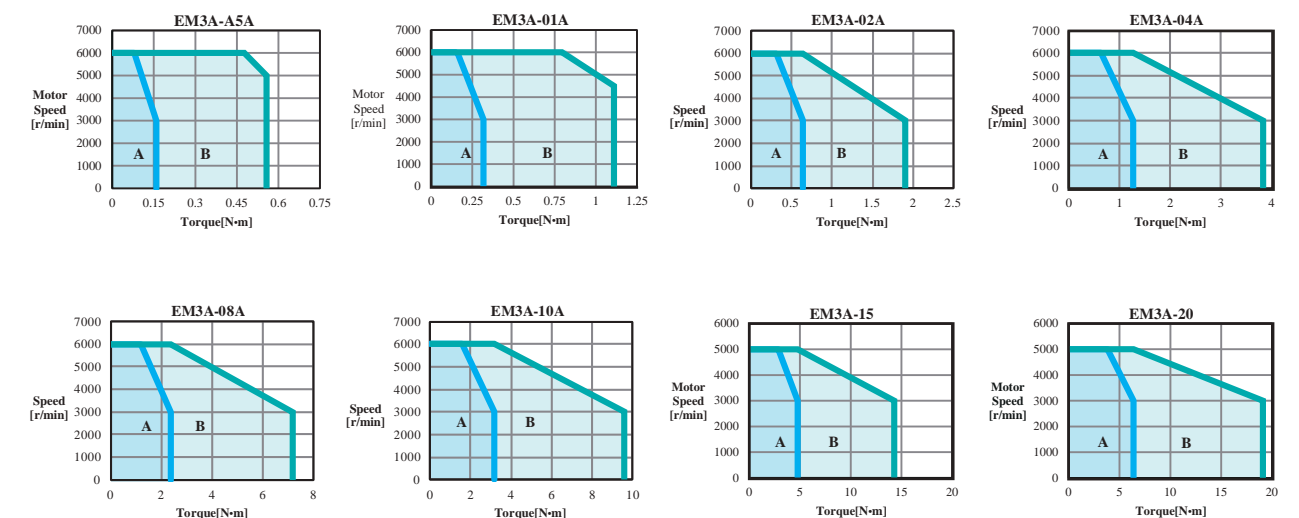 EM3A-A5A
7000
6000
5000
4000
3000
2000
1000
0
Motor
Speed
[r/min]
A
B
0 0.15 0.3 0.45 0.6 0.75
Torque[N•m]
EM3A-01A
7000
6000
5000
4000
3000
2000
1000
0
Motor
Speed
[r/min]
A
B
0 0.25 0.5 0.75 1 1.25
Torque[N•m]
EM3A-02A
7000
6000
5000
4000
3000
2000
1000
0
Speed
[r/min]
A
B
0 0.5 1 1.5 2 2.5
Torque[N•m]
EM3A-04A
7000
6000
5000
4000
3000
2000
1000
0
Speed
[r/min]
A
B
0 1 2 3 4
Torque[N•m]
EM3A-08A
7000
6000
5000
4000
3000
2000
1000
0
Speed
[r/min]
A
B
0 2 4 6 8
Torque[N•m]
EM3A-10A
7000
6000
5000
4000
3000
2000
1000
0
Speed
[r/min]
A
B
0 2 4 6 8 10
Torque[N•m]
EM3A-15
6000
5000
4000
3000
2000
1000
0
Motor
Speed
[r/min]
A
B
0 5 10 15 20
Torque[N•m]
EM3A-20
6000
5000
4000
3000
2000
1000
0
Motor
Speed
[r/min]
A
B
0 5 10 15 20
Torque[N•m]